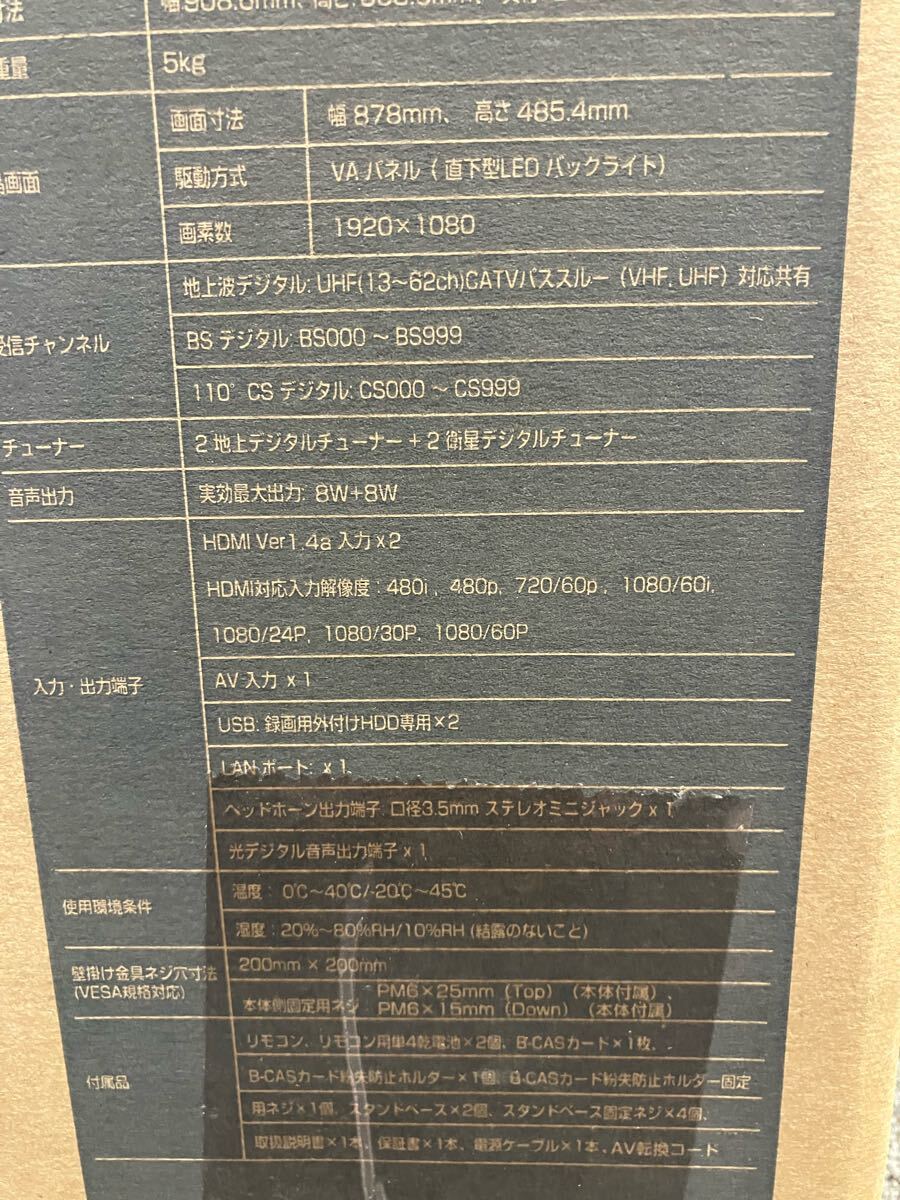 寸法
重量 5kg
画面寸法 幅 878mm、 高さ 485.4mm
画面 駆動方式 VA パネル ( 直下型LED バックライト)
画素数 1920×1080
地上波デジタル: UHF(13~62ch)CATVパススルー (VHF, UHF) 対応共有
受信チャンネル BS デジタル: BS000 ~ BS999
110° CS デジタル: CS000 ~ CS999
チューナー 2 地上デジタルチューナー + 2 衛星デジタルチューナー
音声出力 実効最大出力: 8W+8W
HDMI Ver1.4a 入力 x2
HDMI対応入力解像度 : 480i , 480p, 720/60p , 1080/60i,
1080/24P, 1080/30P, 1080/60P
入力・出力端子 AV 入力 x 1
USB: 録画用外付けHDD専用×2
LAN ポート: x 1
ヘッドホーン出力端子: 口径3.5mm ステレオミニジャック x 1
光デジタル音声出力端子 x 1
使用環境条件 温度 : 0℃~40℃/-20℃~45℃
湿度 : 20%~80%RH/10%RH (結露のないこと)
壁掛け金具ネジ穴寸法 200mm × 200mm
(VESA規格対応) 本体側固定用ネジ PM6×25mm (Top) (本体付属)、
PM6×15mm (Down) (本体付属)
リモコン、リモコン用単4乾電池×2個、B-CASカード×1枚、
付属品 B-CASカード紛失防止ホルダー×1個、B-CASカード紛失防止ホルダー固定
用ネジ×1個、スタンドベース×2個、スタンドベース固定ネジ×4個、
取扱説明書×1本、保証書×1本、電源ケーブル×1本、AV転換コード